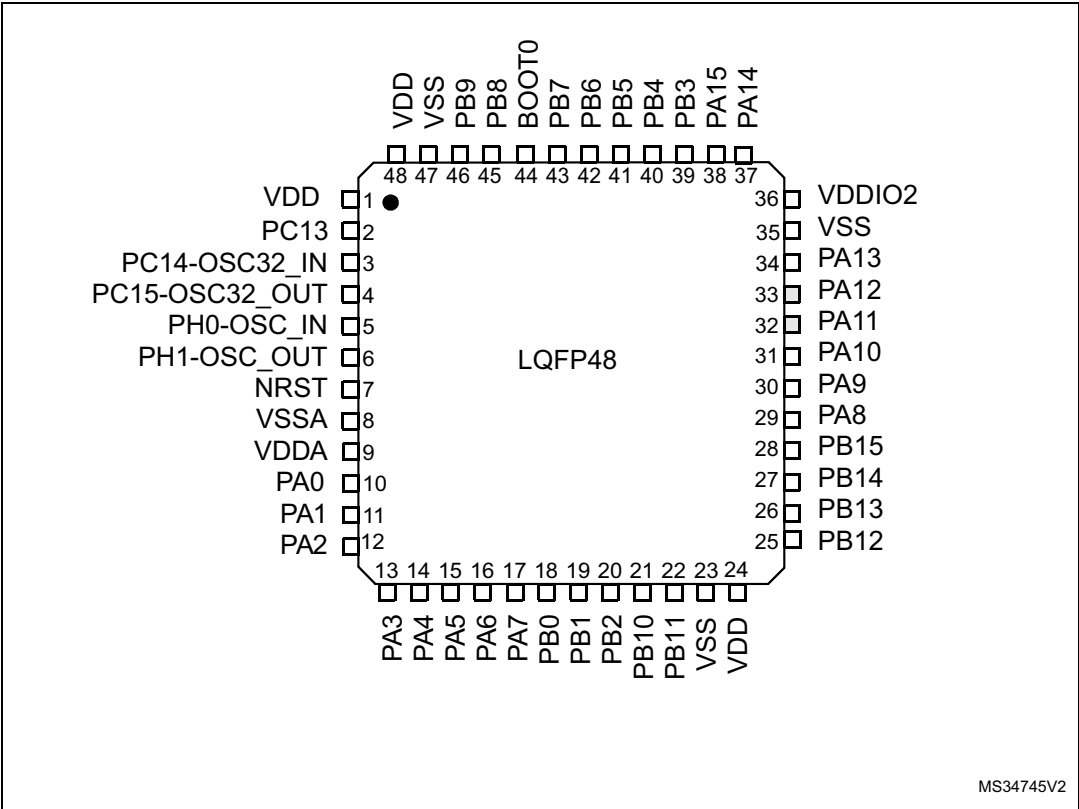 VDD
VSS
PB9
PB8
BOOT0
PB7
PB6
PB5
PB4
PB3
PA15
PA14
48 47 46 45 44 43 42 41 40 39 38 37
VDD 1
PC13 2
PC14-OSC32_IN 3
PC15-OSC32_OUT 4
PH0-OSC_IN 5
PH1-OSC_OUT 6
NRST 7
VSSA 8
VDDA 9
PA0 10
PA1 11
PA2 12
LQFP48
36 VDDIO2
35 VSS
34 PA13
33 PA12
32 PA11
31 PA10
30 PA9
29 PA8
28 PB15
27 PB14
26 PB13
25 PB12
13 14 15 16 17 18 19 20 21 22 23 24
PA3
PA4
PA5
PA6
PA7
PB0
PB1
PB2
PB10
PB11
VSS
VDD
MS34745V2